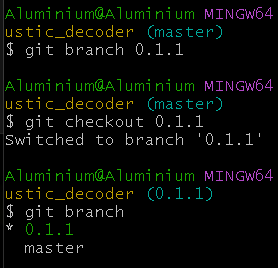 Aluminium@Aluminium MINGW64
ustic_decoder (master)
$ git branch 0.1.1
Aluminium@Aluminium MINGW64
ustic_decoder (master)
$ git checkout 0.1.1
Switched to branch '0.1.1'
Aluminium@Aluminium MINGW64
ustic_decoder (0.1.1)
$ git branch
* 0.1.1
  master